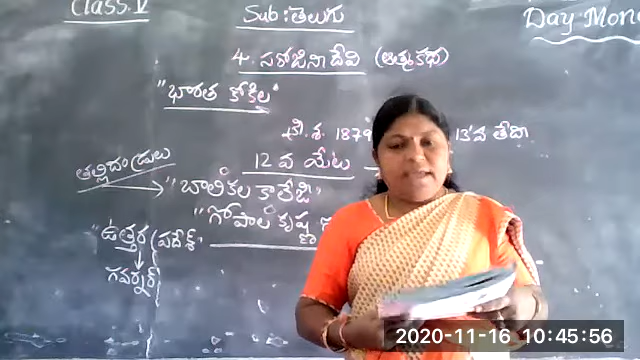 Class. V
Sub : తెలుగు
Day Mon
4. సరోజినీ దేవి (ఆత్మకథ)
"భారత కోకిల"
క్రీ.శ. 1879 13వ తేదీ
12 వ యేట
తల్లిదండ్రులు
"బాలికల కాలేజి"
"గోపాల కృష్ణ
"ఉత్తర ప్రదేశ్"
గవర్నర్
2020-11-16 10:45:56